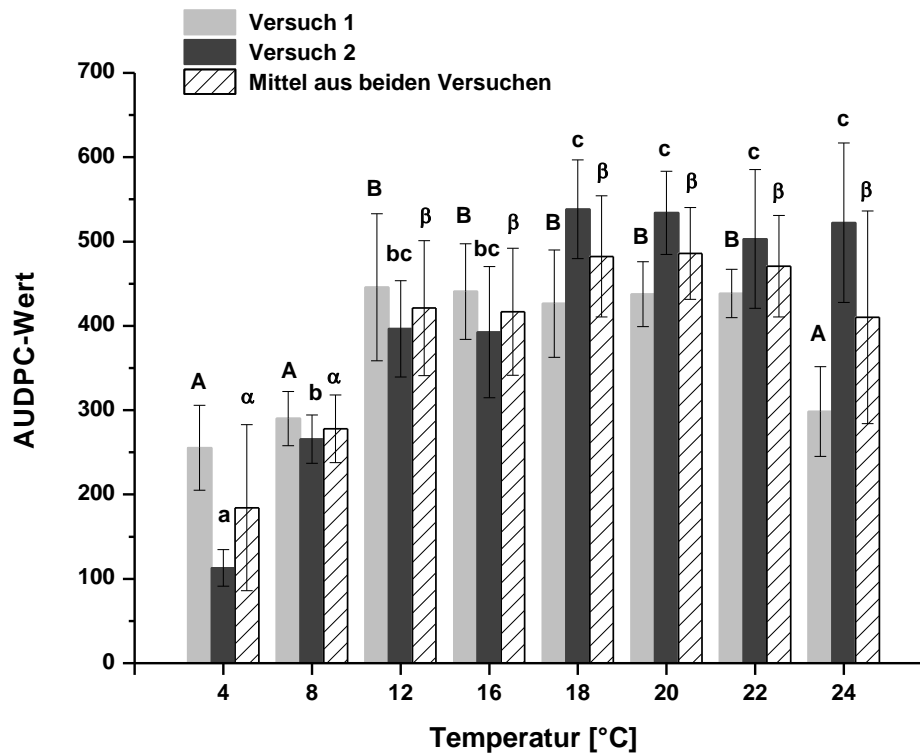 Versuch 1
Versuch 2
Mittel aus beiden Versuchen
700
600
500
400
300
200
100
0
AUDPC-Wert
A a α
A b α
B bc β
B bc β
B c β
B c β
B c β
A c β
4 8 12 16 18 20 22 24
Temperatur [°C]